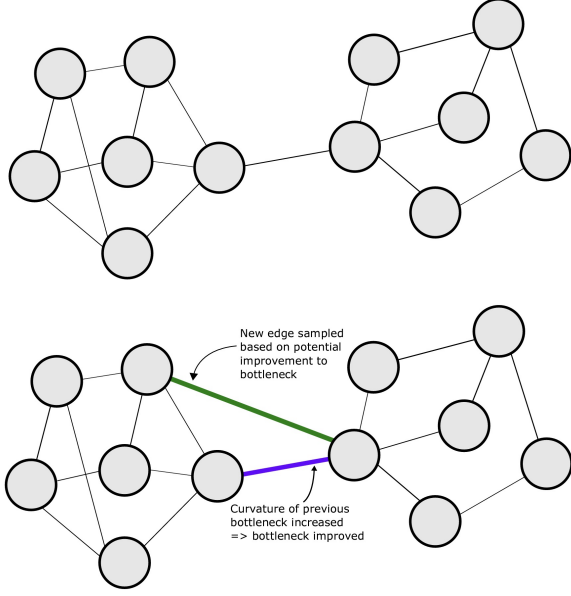 New edge sampled
based on potential
improvement to
bottleneck
Curvature of previous
bottleneck increased
=> bottleneck improved